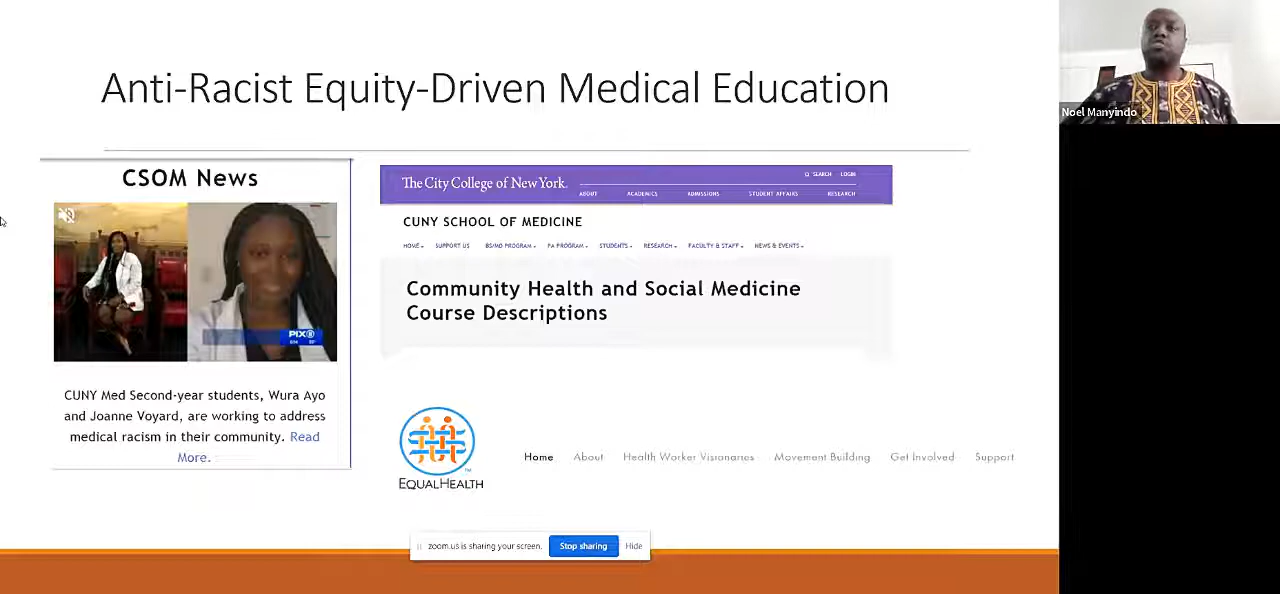 Anti-Racist Equity-Driven Medical Education
Noel Manyindo
CSOM News
PIX
CUNY Med Second-year students, Wura Ayo
and Joanne Voyard, are working to address
medical racism in their community. Read
More.
The City College of New York.
SEARCH LOGIN
ABOUT ACADEMICS ADMISSIONS STUDENT AFFAIRS RESEARCH
CUNY SCHOOL OF MEDICINE
HOME SUPPORT US BS/MD PROGRAM PA PROGRAM STUDENTS RESEARCH FACULTY & STAFF NEWS & EVENTS
Community Health and Social Medicine
Course Descriptions
EQUALHEALTH
TM
Home About Health Worker Visionaries Movement Building Get Involved Support
zoom.us is sharing your screen. Stop sharing Hide